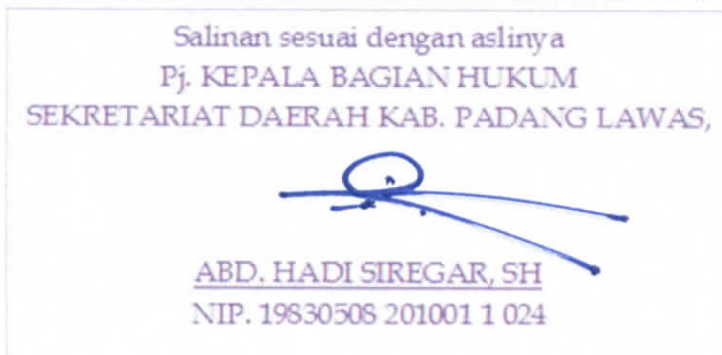 Salinan sesuai dengan aslinya
Pj. KEPALA BAGIAN HUKUM
SEKRETARIAT DAERAH KAB. PADANG LAWAS,
ABD. HADI SIREGAR, SH
NIP. 19830508 201001 1 024